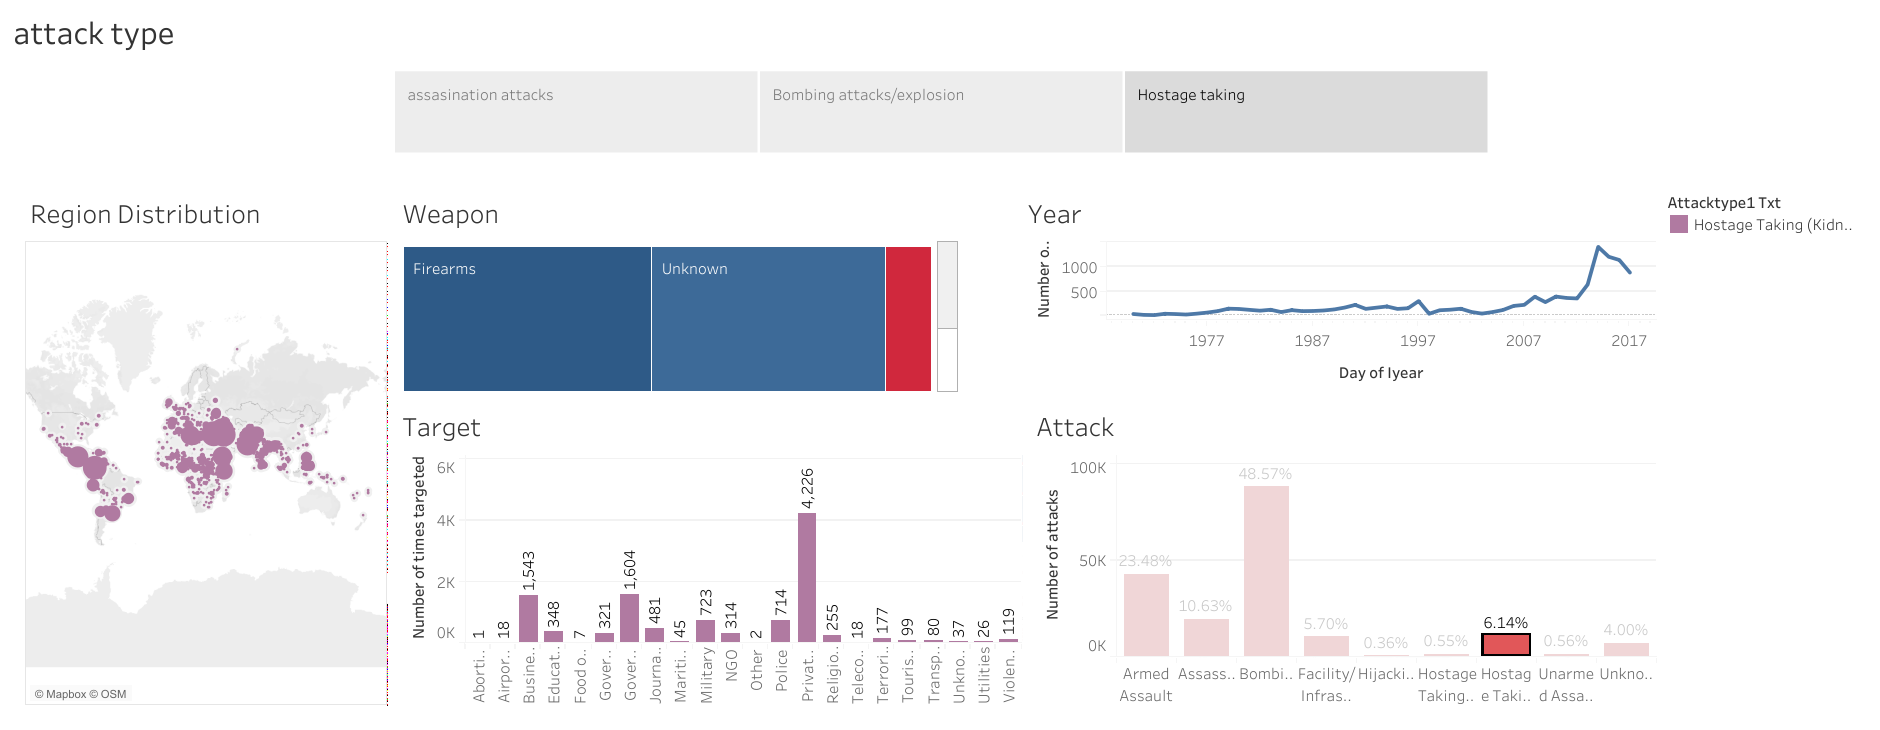 attack type
assasination attacks
Bombing attacks/explosion
Hostage taking
Region Distribution
© Mapbox © OSM
Weapon
Firearms
Unknown
Year
Number o..
1000
500
1977
1987
1997
2007
2017
Day of Iyear
Attacktype1 Txt
Hostage Taking (Kidn..
Target
Number of times targeted
6K
4K
2K
0K
1
18
1,543
348
7
321
1,604
481
45
723
314
2
714
4,226
255
18
177
99
80
37
26
119
Aborti..
Airpor..
Busine..
Educat..
Food o..
Gover..
Gover..
Journa..
Mariti..
Military
NGO
Other
Police
Privat..
Religio..
Teleco..
Terrori..
Touris..
Transp..
Unkno..
Utilities
Violen..
Attack
Number of attacks
100K
50K
0K
23.48%
10.63%
48.57%
5.70%
0.36%
0.55%
6.14%
0.56%
4.00%
Armed
Assault
Assass..
Bombi..
Facility/
Infras..
Hijacki..
Hostage
Taking..
Hostag
e Taki..
Unarme
d Assa..
Unkno..